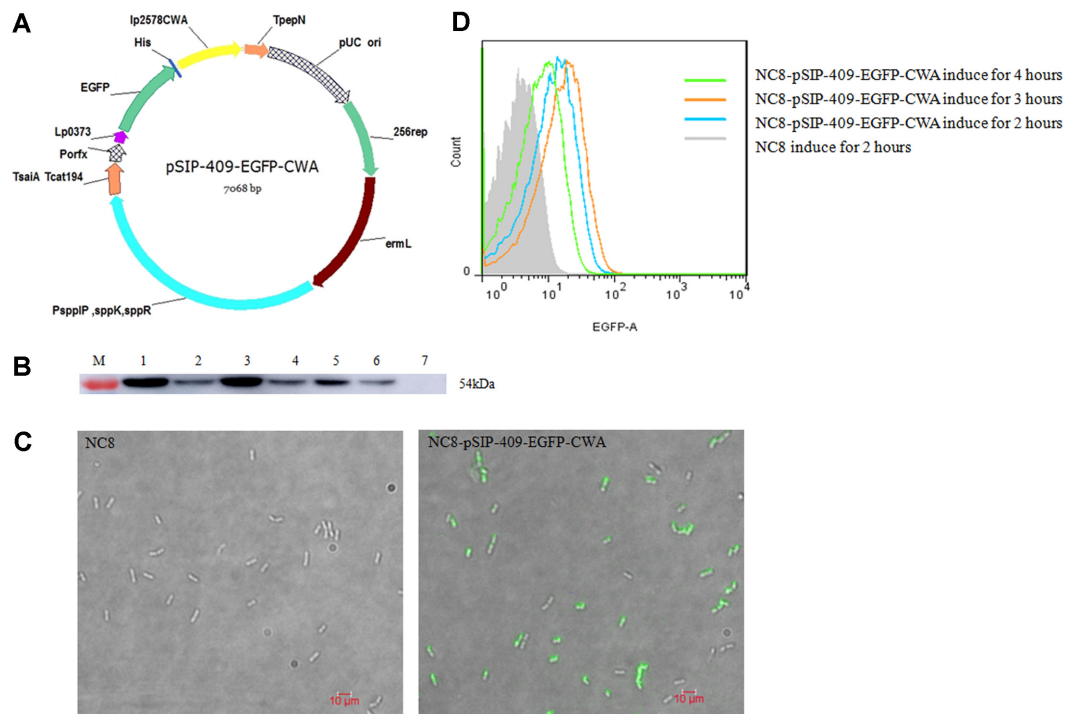 A
lp2578CWA
TpepN
His
pUC ori
EGFP
256rep
Lp0373
Porfx
TsaiA Tcat194
pSIP-409-EGFP-CWA
7068 bp
ermL
PsppIP ,sppK,sppR
D
Count
0
10^0
10^1
10^2
10^3
10^4
EGFP-A
NC8-pSIP-409-EGFP-CWA induce for 4 hours
NC8-pSIP-409-EGFP-CWA induce for 3 hours
NC8-pSIP-409-EGFP-CWA induce for 2 hours
NC8 induce for 2 hours
B
M 1 2 3 4 5 6 7
54kDa
C
NC8
10 μm
NC8-pSIP-409-EGFP-CWA
10 μm